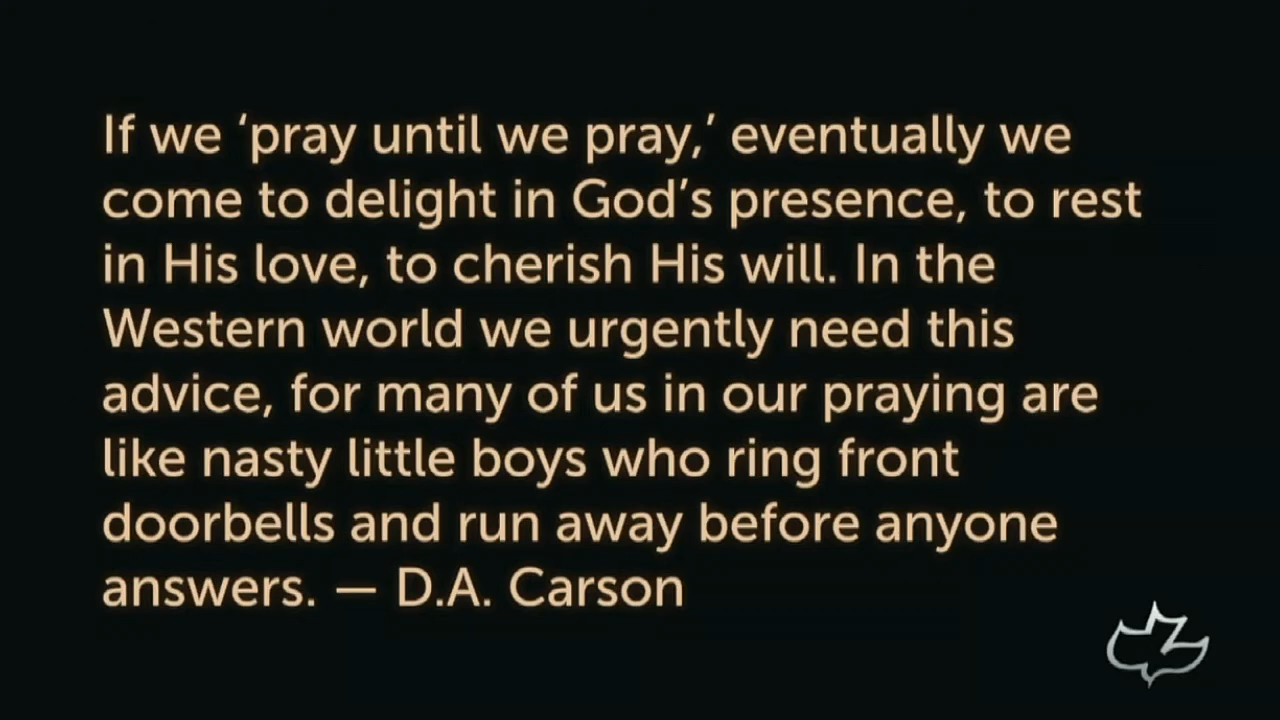 If we ‘pray until we pray,’ eventually we
come to delight in God’s presence, to rest
in His love, to cherish His will. In the
Western world we urgently need this
advice, for many of us in our praying are
like nasty little boys who ring front
doorbells and run away before anyone
answers. — D.A. Carson